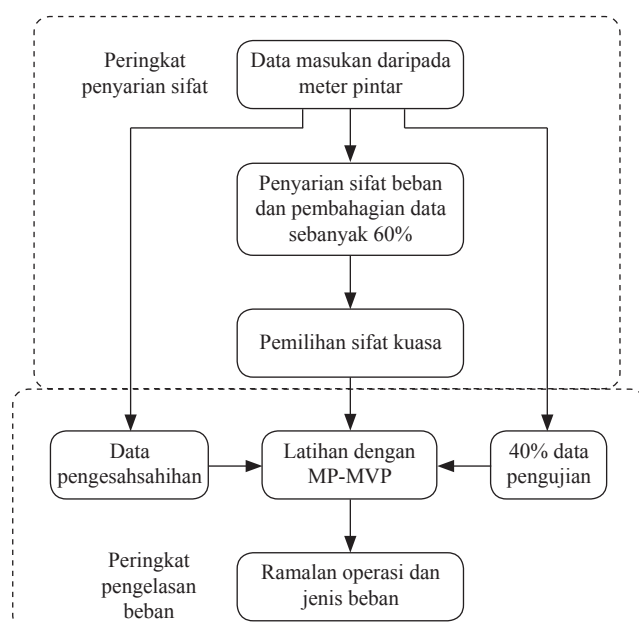 Peringkat
penyarian sifat
Data masukan daripada
meter pintar
Penyarian sifat beban
dan pembahagian data
sebanyak 60%
Pemilihan sifat kuasa
Data
pengesahsahihan
Latihan dengan
MP-MVP
40% data
pengujian
Peringkat
pengelasan
beban
Ramalan operasi dan
jenis beban